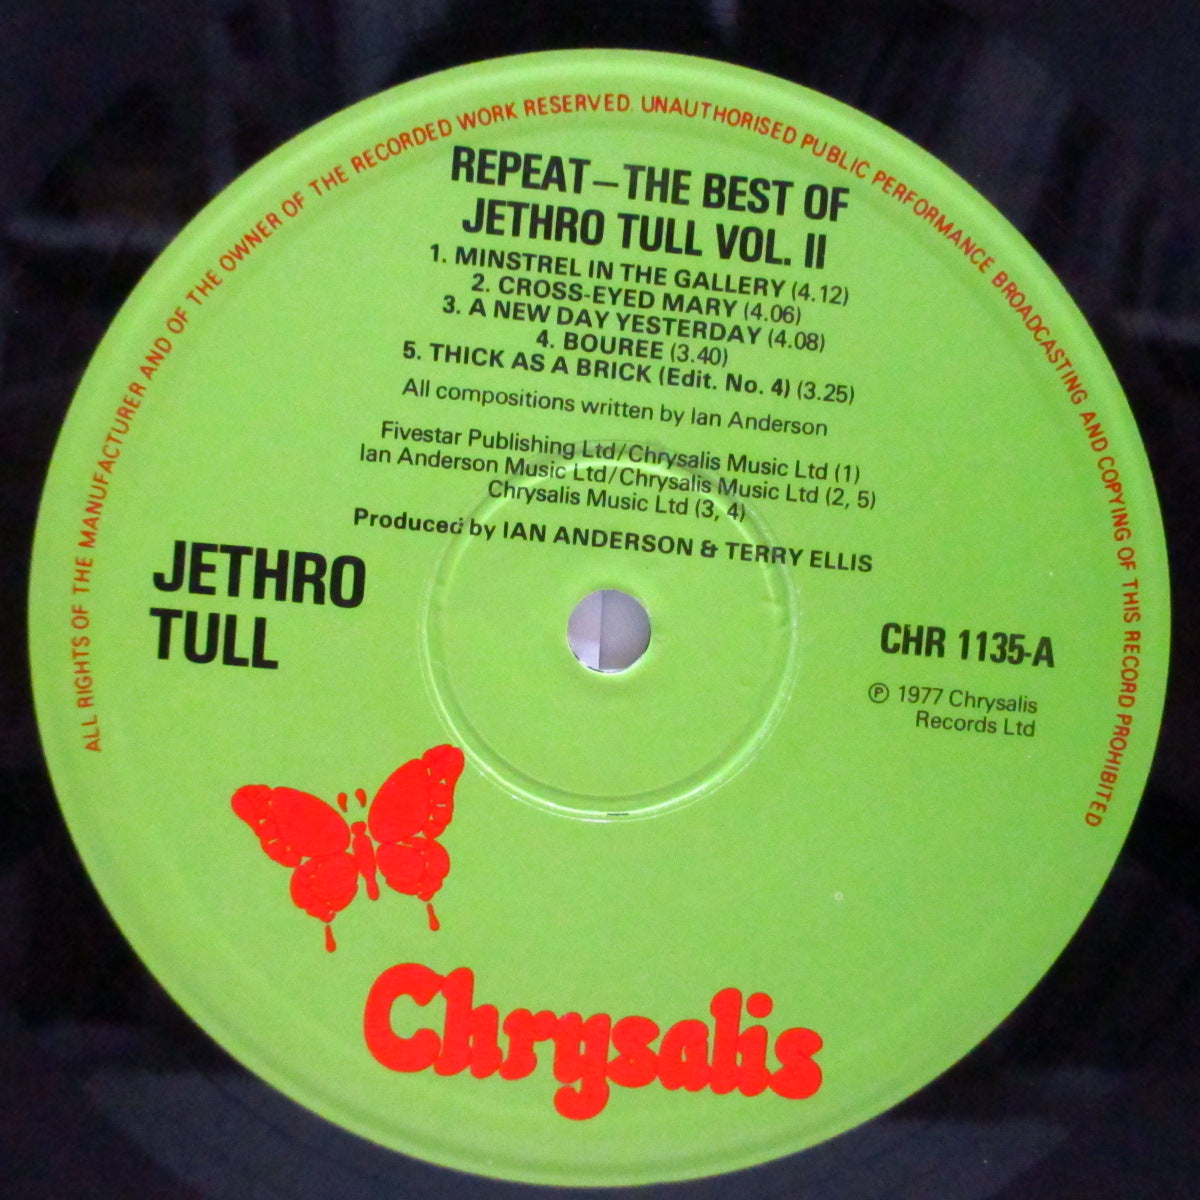 ALL RIGHTS OF THE MANUFACTURER AND OF THE OWNER OF THE RECORDED WORK RESERVED. UNAUTHORISED PUBLIC PERFORMANCE BROADCASTING AND COPYING OF THIS RECORD PROHIBITED
REPEAT – THE BEST OF
JETHRO TULL VOL. II
1. MINSTREL IN THE GALLERY (4.12)
2. CROSS-EYED MARY (4.06)
3. A NEW DAY YESTERDAY (4.08)
4. BOUREE (3.40)
5. THICK AS A BRICK (Edit. No. 4) (3.25)
All compositions written by Ian Anderson
Fivestar Publishing Ltd/Chrysalis Music Ltd (1)
Ian Anderson Music Ltd/Chrysalis Music Ltd (2, 5)
Chrysalis Music Ltd (3, 4)
Produced by IAN ANDERSON & TERRY ELLIS
JETHRO
TULL
CHR 1135-A
℗ 1977 Chrysalis
Records Ltd
Chrysalis